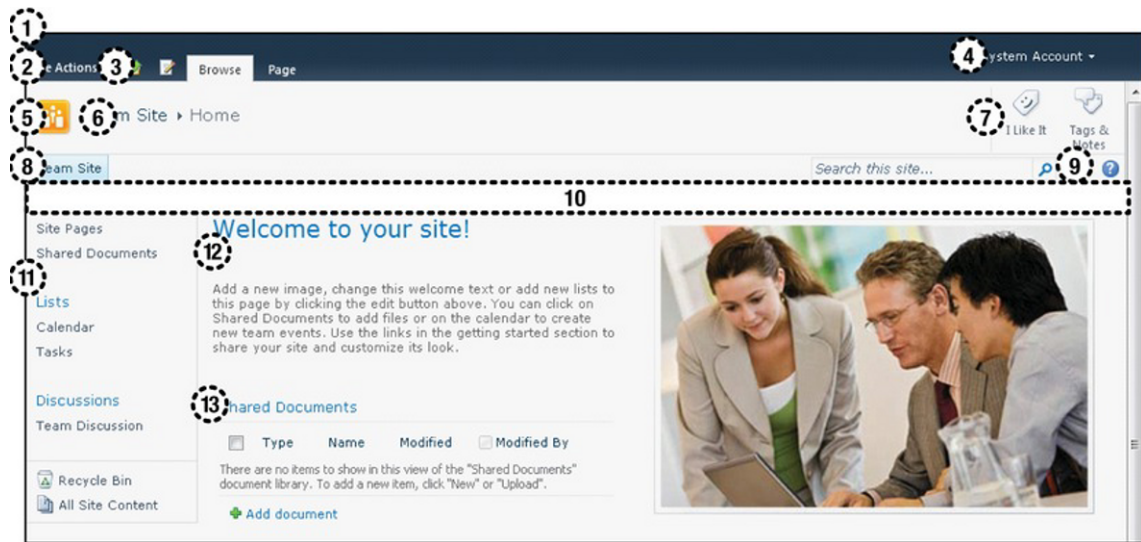 1
2 e Actions 3 Browse Page 4 ystem Account
5 6 m Site ▸ Home 7 I Like It Tags &
Notes
8 eam Site Search this site... 9
10
Site Pages
Shared Documents
11
Lists
Calendar
Tasks
Discussions
Team Discussion
Recycle Bin
All Site Content
Welcome to your site!
12
Add a new image, change this welcome text or add new lists to
this page by clicking the edit button above. You can click on
Shared Documents to add files or on the calendar to create
new team events. Use the links in the getting started section to
share your site and customize its look.
13 hared Documents
Type Name Modified Modified By
There are no items to show in this view of the "Shared Documents"
document library. To add a new item, click "New" or "Upload".
Add document